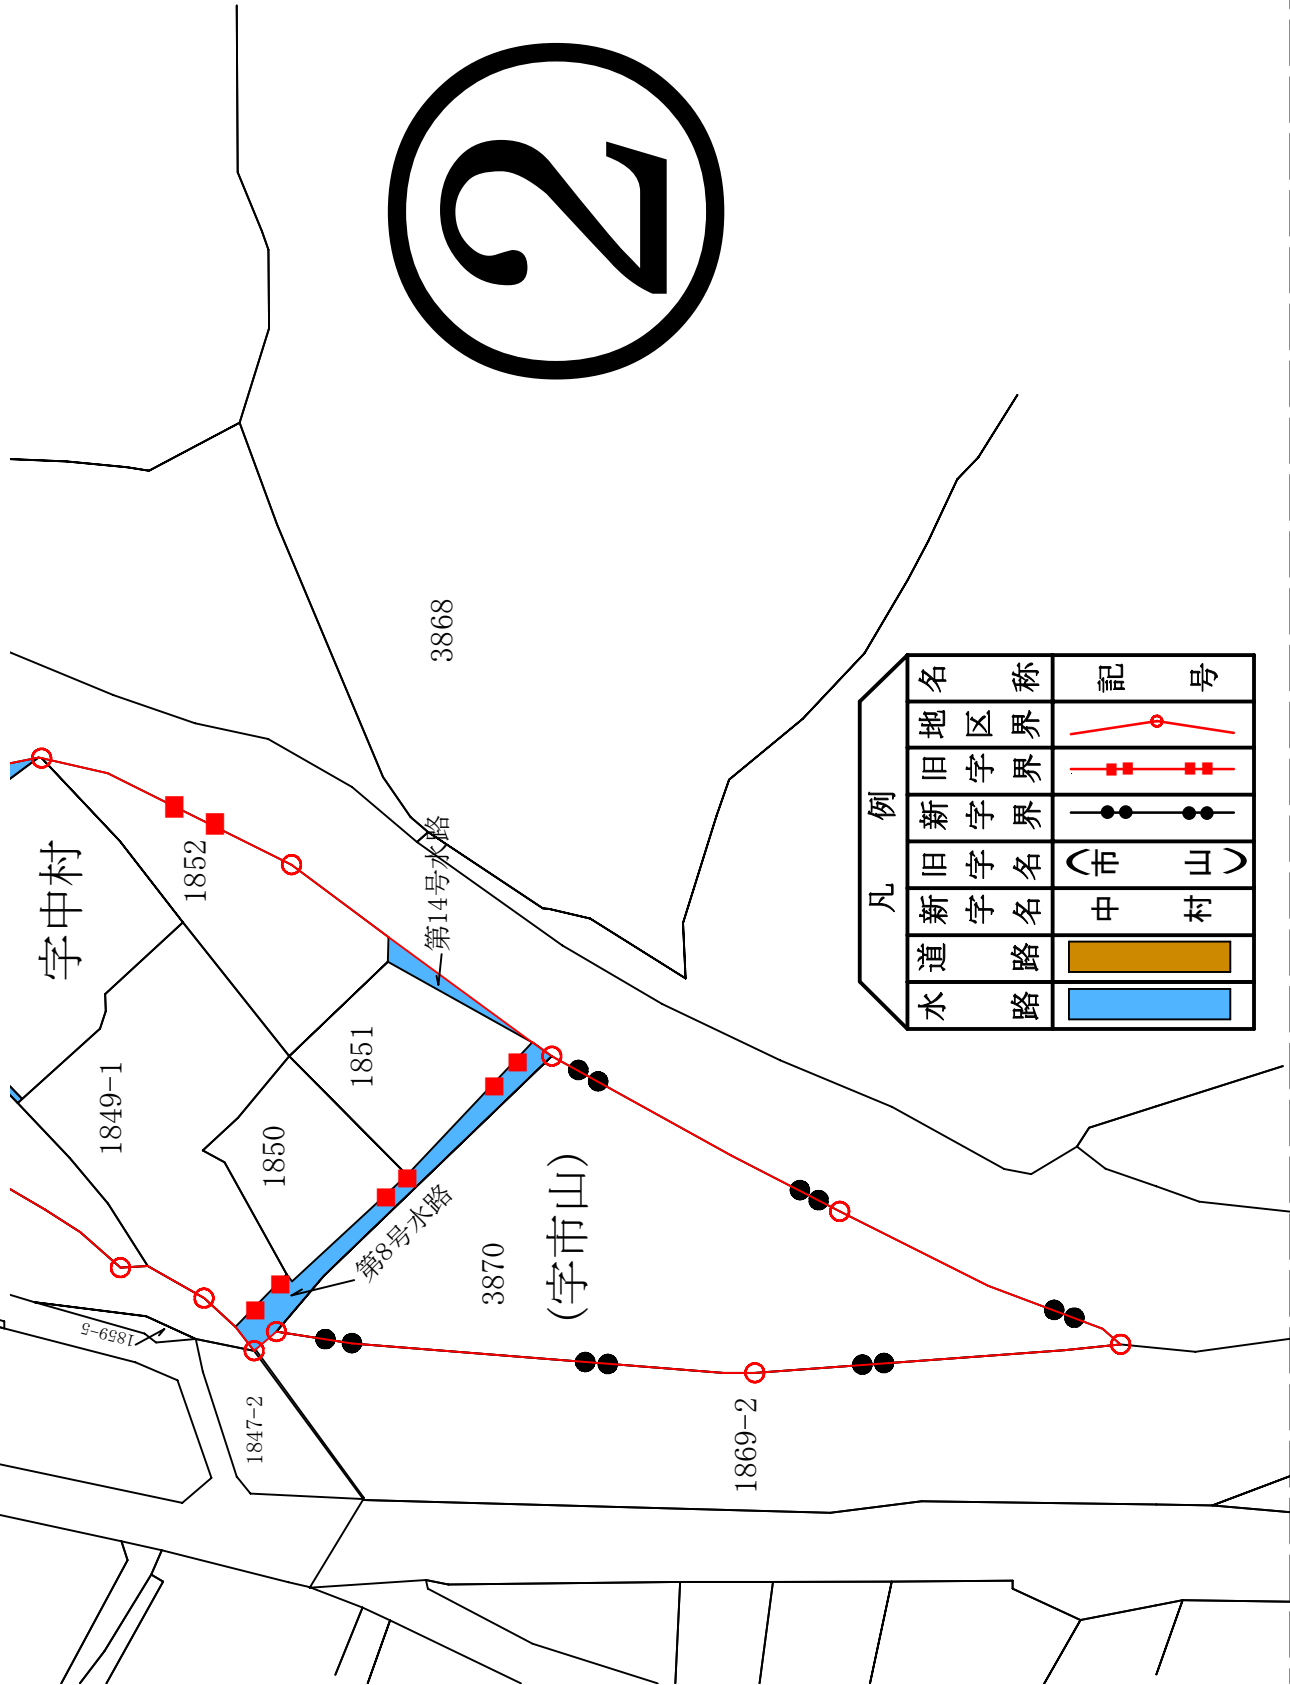 2
3868
字中村
1852
第14号水路
1849-1
1851
1850
第8号水路
3870
(字市山)
1859-5
1847-2
1869-2
凡例
名称 記号
地区界
旧字界
新字界
旧字名 (市山)
新字名 中村
道路
水路